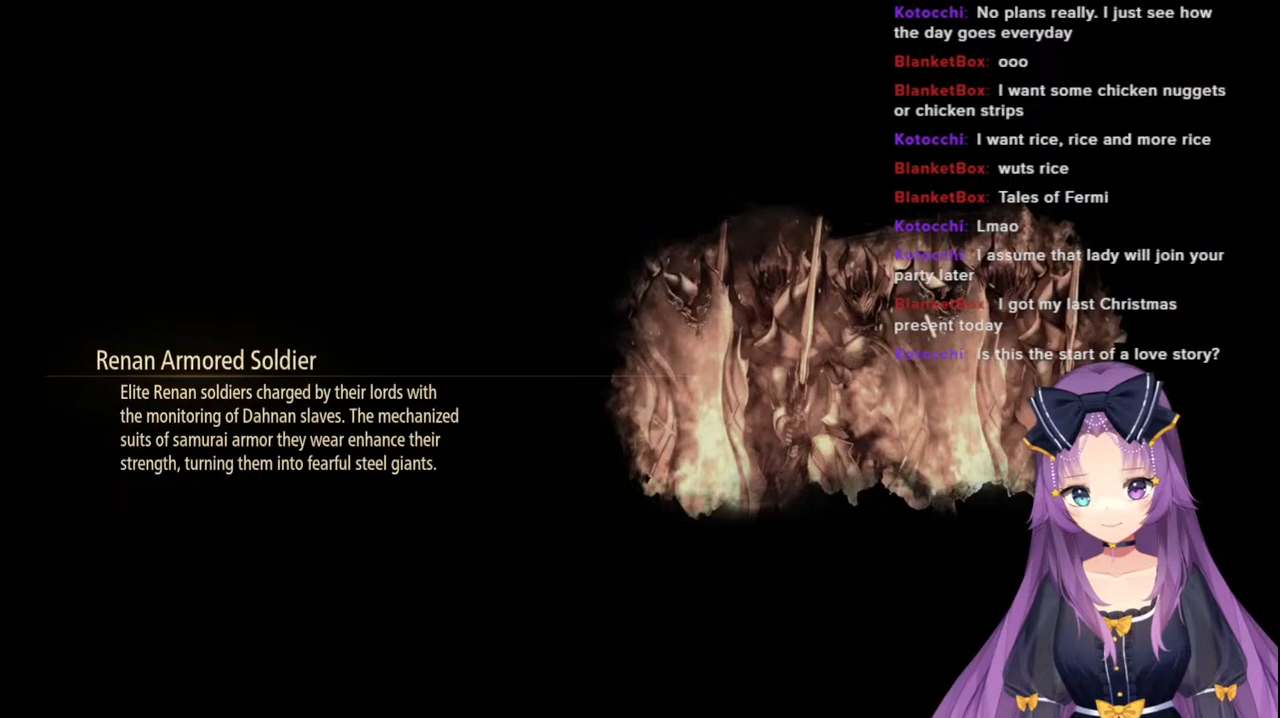 Kotocchi: No plans really. I just see how
the day goes everyday
BlanketBox: ooo
BlanketBox: I want some chicken nuggets
or chicken strips
Kotocchi: I want rice, rice and more rice
BlanketBox: wuts rice
BlanketBox: Tales of Fermi
Kotocchi: Lmao
Kotocchi: I assume that lady will join your
party later
BlanketBox: I got my last Christmas
present today
Kotocchi: Is this the start of a love story?
Renan Armored Soldier
Elite Renan soldiers charged by their lords with
the monitoring of Dahnan slaves. The mechanized
suits of samurai armor they wear enhance their
strength, turning them into fearful steel giants.